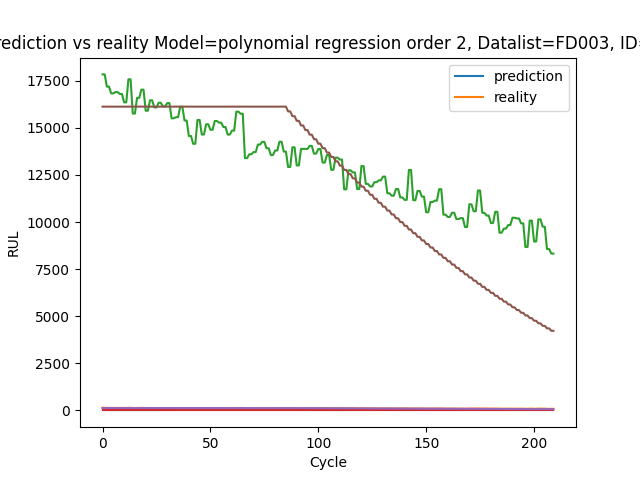 rediction vs reality Model=polynomial regression order 2, Datalist=FD003, ID=
prediction
reality
17500
15000
12500
10000
7500
5000
2500
0
RUL
0 50 100 150 200
Cycle